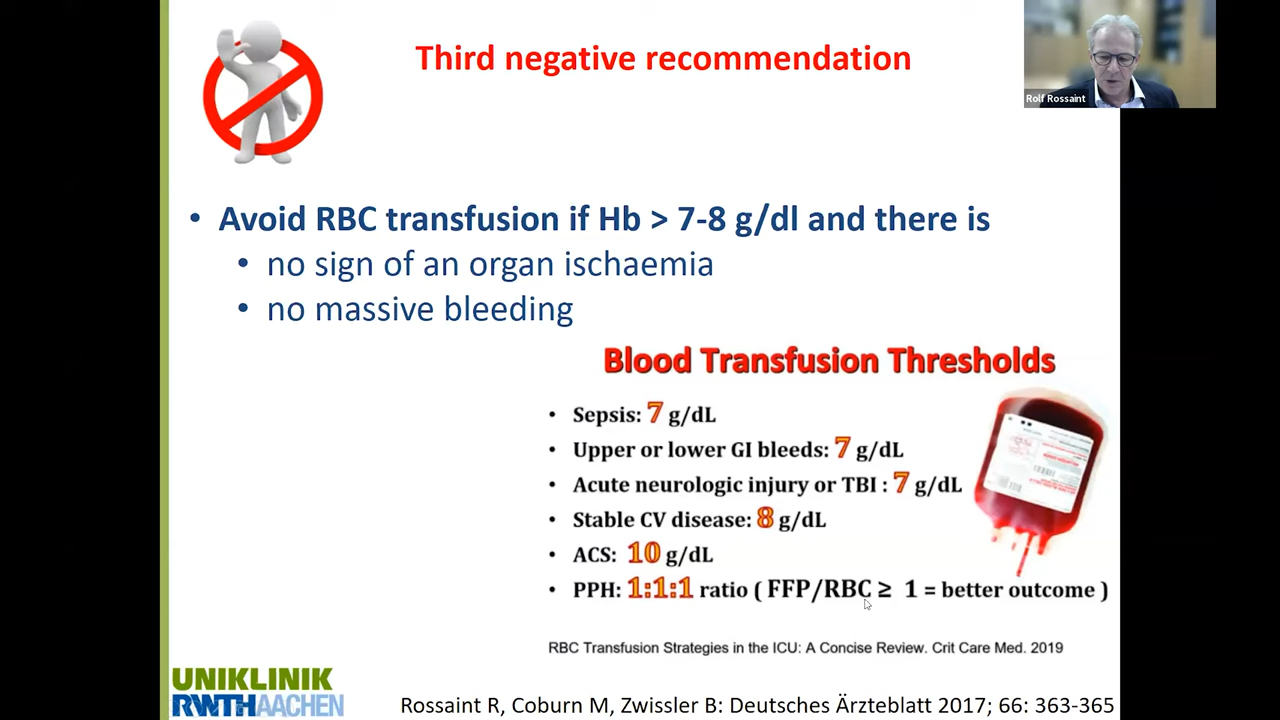 Third negative recommendation
Rolf Rossaint
• Avoid RBC transfusion if Hb > 7-8 g/dl and there is
• no sign of an organ ischaemia
• no massive bleeding
Blood Transfusion Thresholds
• Sepsis: 7 g/dL
• Upper or lower GI bleeds: 7 g/dL
• Acute neurologic injury or TBI : 7 g/dL
• Stable CV disease: 8 g/dL
• ACS: 10 g/dL
• PPH: 1:1:1 ratio ( FFP/RBC ≥ 1 = better outcome )
RBC Transfusion Strategies in the ICU: A Concise Review. Crit Care Med. 2019
UNIKLINIK
RWTHAACHEN
Rossaint R, Coburn M, Zwissler B: Deutsches Ärzteblatt 2017; 66: 363-365